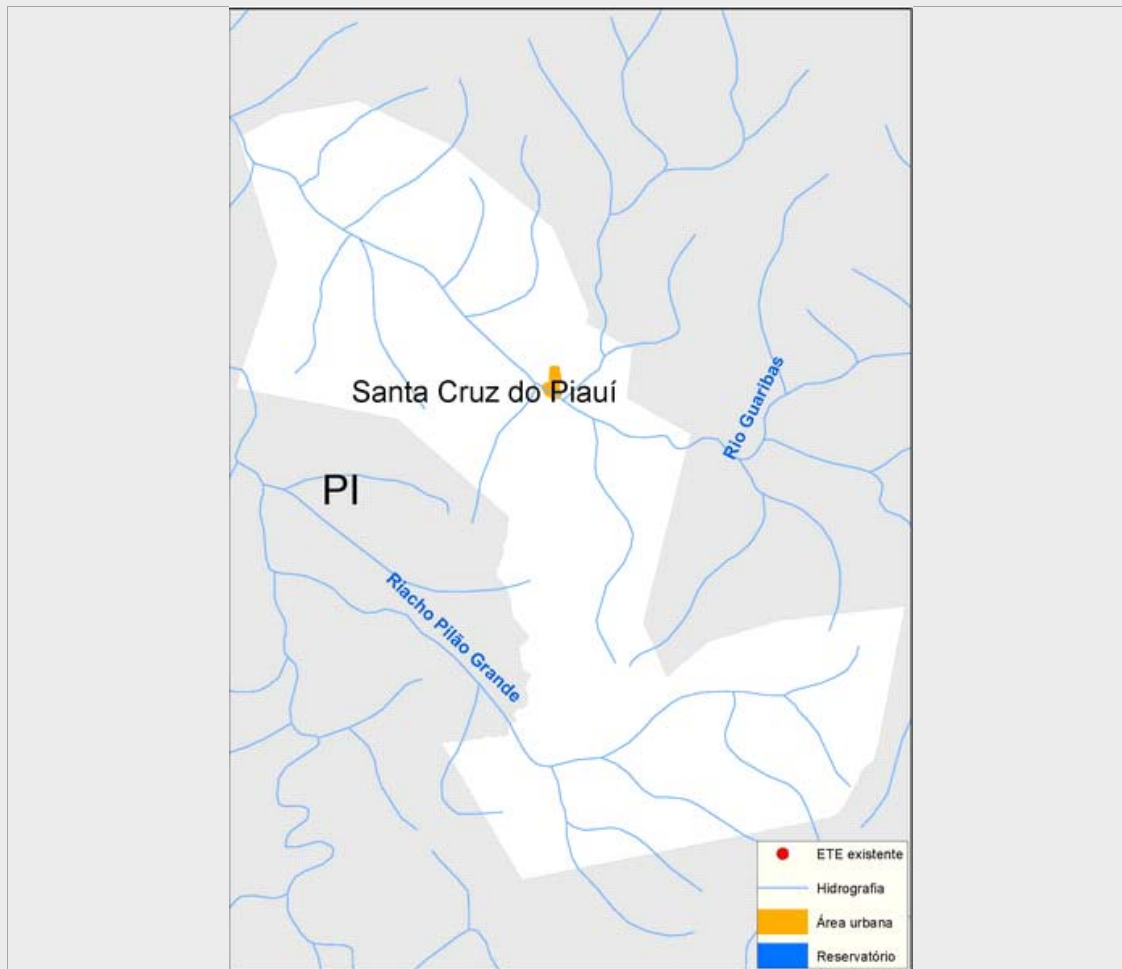 Santa Cruz do Piauí
Rio Guaribas
PI
Riacho Pilão Grande
ETE existente
Hidrografia
Área urbana
Reservatório